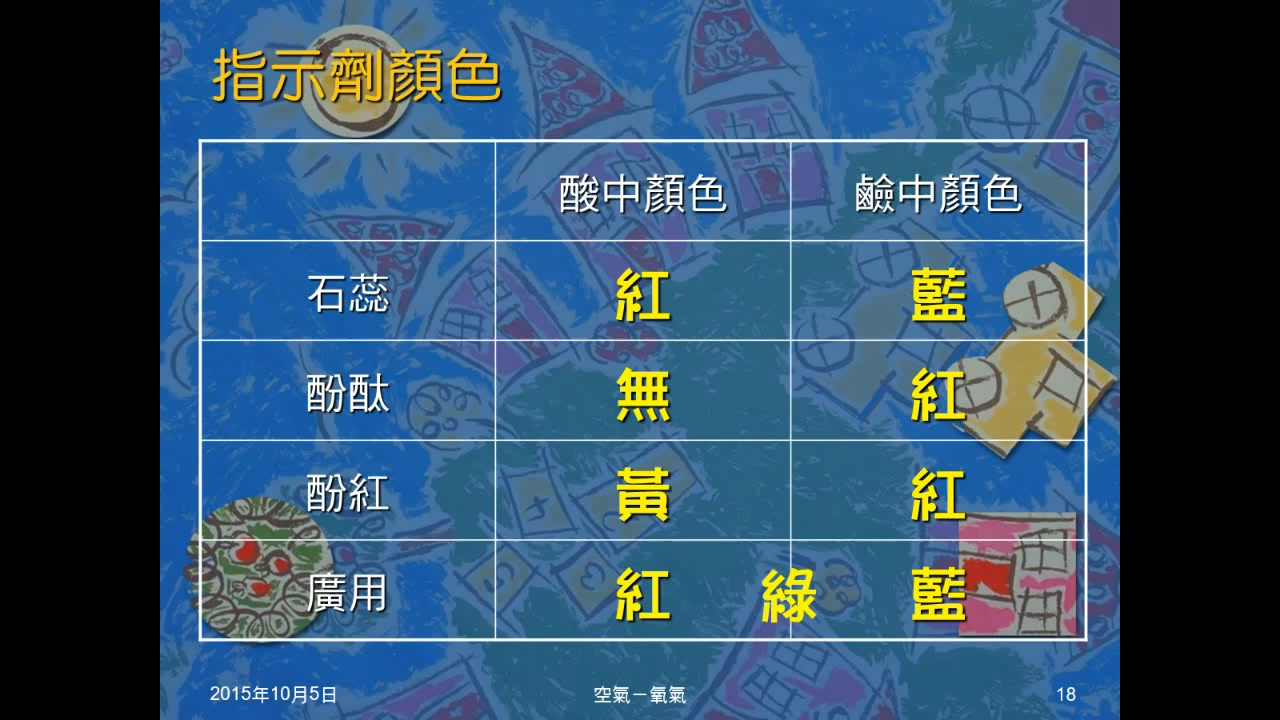 指示劑顏色
酸中顏色 鹼中顏色
石蕊 紅 藍
酚酞 無 紅
酚紅 黃 紅
廣用 紅 綠 藍
2015年10月5日 空氣－氧氣 18